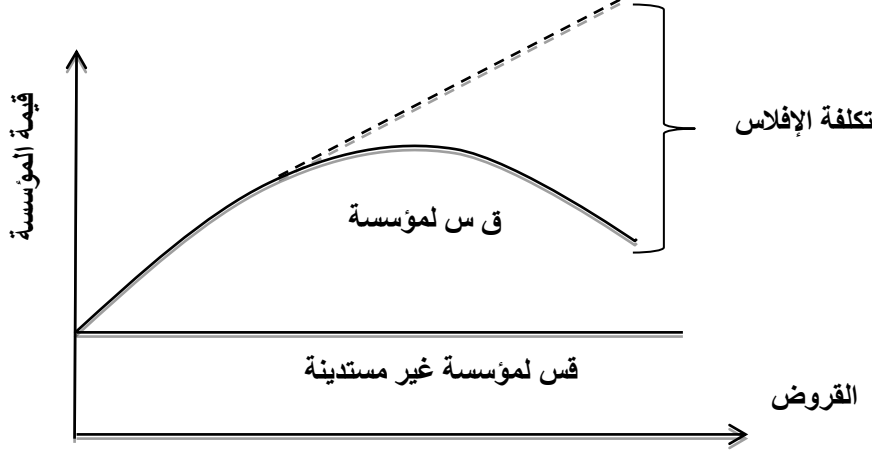 تكلفة الإفلاس
قيمة المؤسسة
ق س لمؤسسة
قس لمؤسسة غير مستدينة
القروض